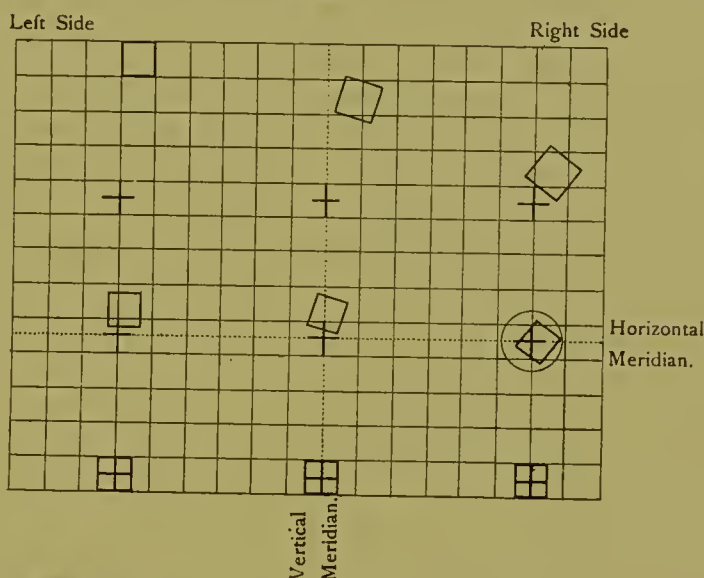 Left Side
Right Side
Horizontal
Meridian.
Vertical
Meridian.